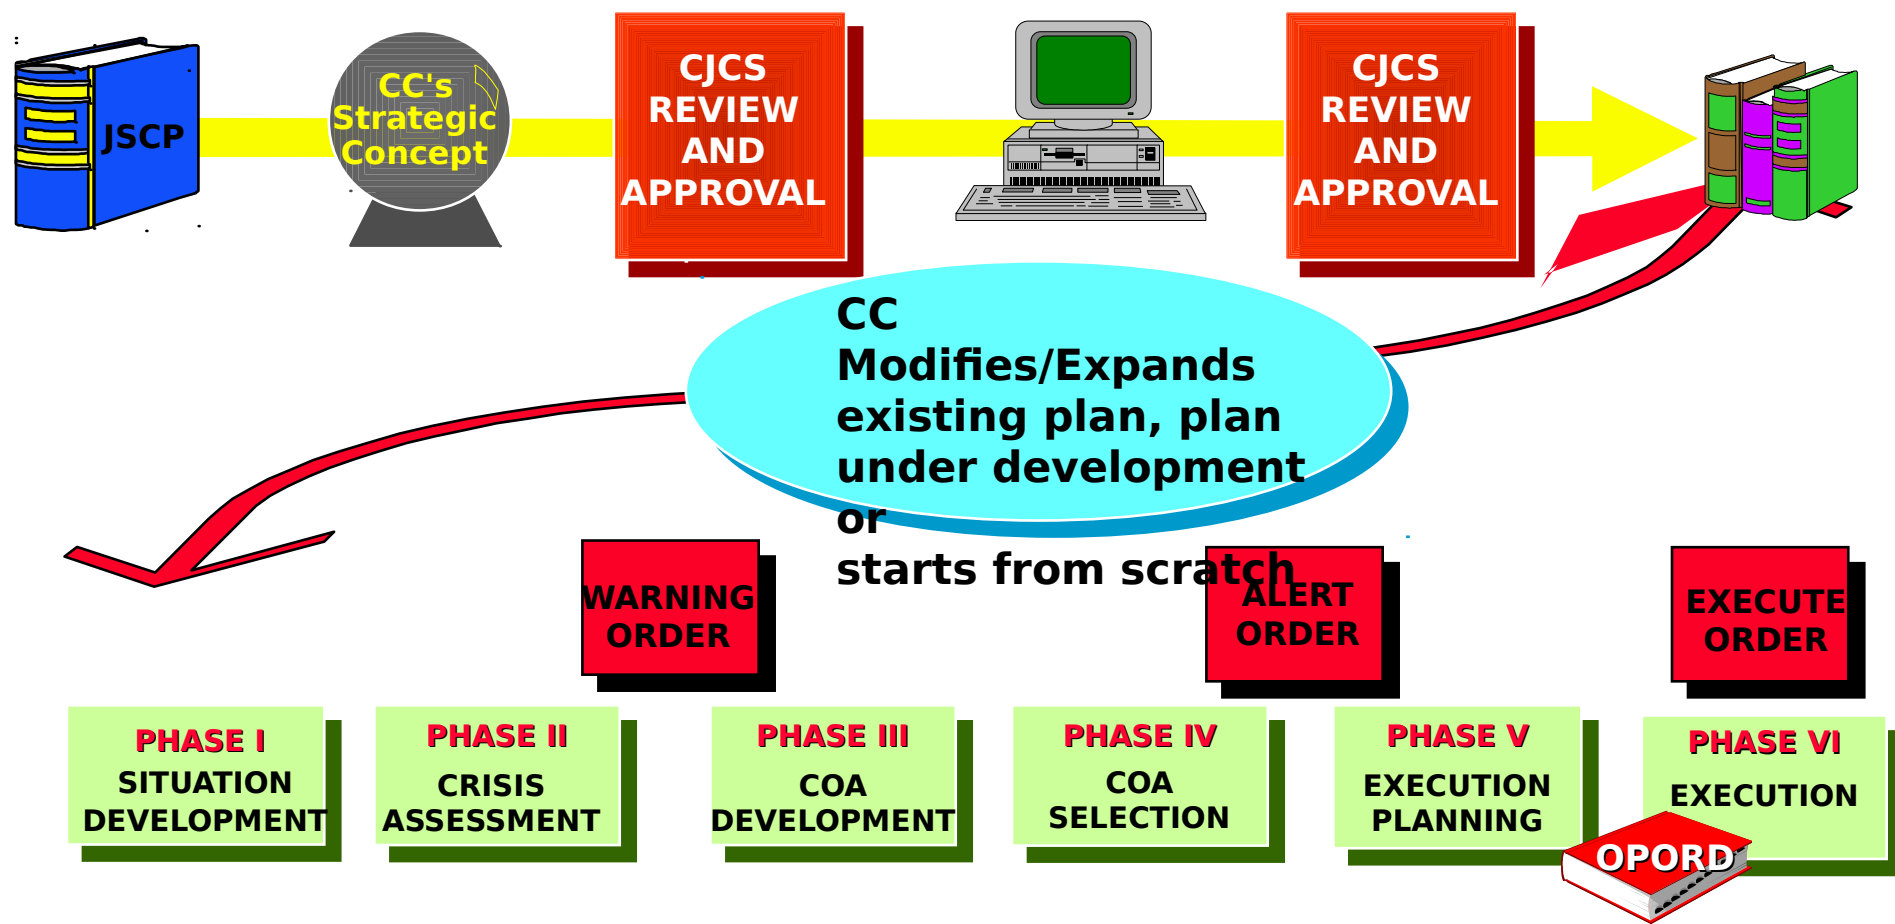 JSCP
CC's
Strategic
Concept
CJCS
REVIEW
AND
APPROVAL
CJCS
REVIEW
AND
APPROVAL
CC
Modifies/Expands
existing plan, plan
under development
or
starts from scratch
WARNING
ORDER
ALERT
ORDER
EXECUTE
ORDER
PHASE I
SITUATION
DEVELOPMENT
PHASE II
CRISIS
ASSESSMENT
PHASE III
COA
DEVELOPMENT
PHASE IV
COA
SELECTION
PHASE V
EXECUTION
PLANNING
PHASE VI
EXECUTION
OPORD